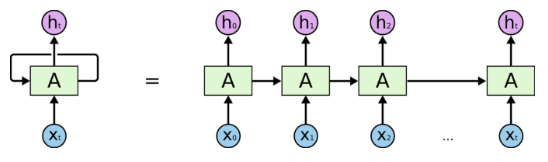 hₜ h₀ h₁ h₂ hₜ
A = A A A A
xₜ x₀ x₁ x₂ ... xₜ